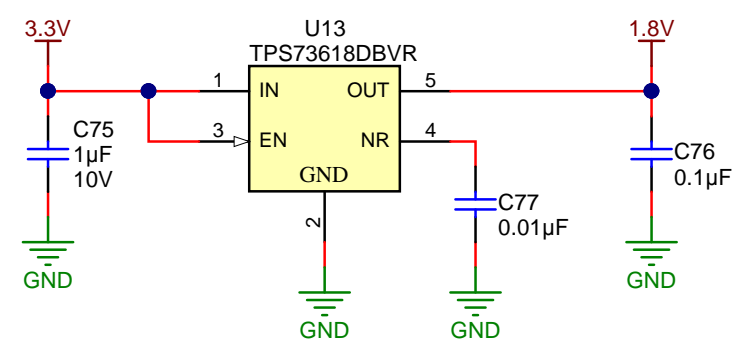 3.3V
U13
1.8V
TPS73618DBVR
1
IN
OUT
5
3
EN
NR
4
C75
1µF
10V
GND
C76
0.1µF
C77
0.01µF
2
GND
GND
GND
GND